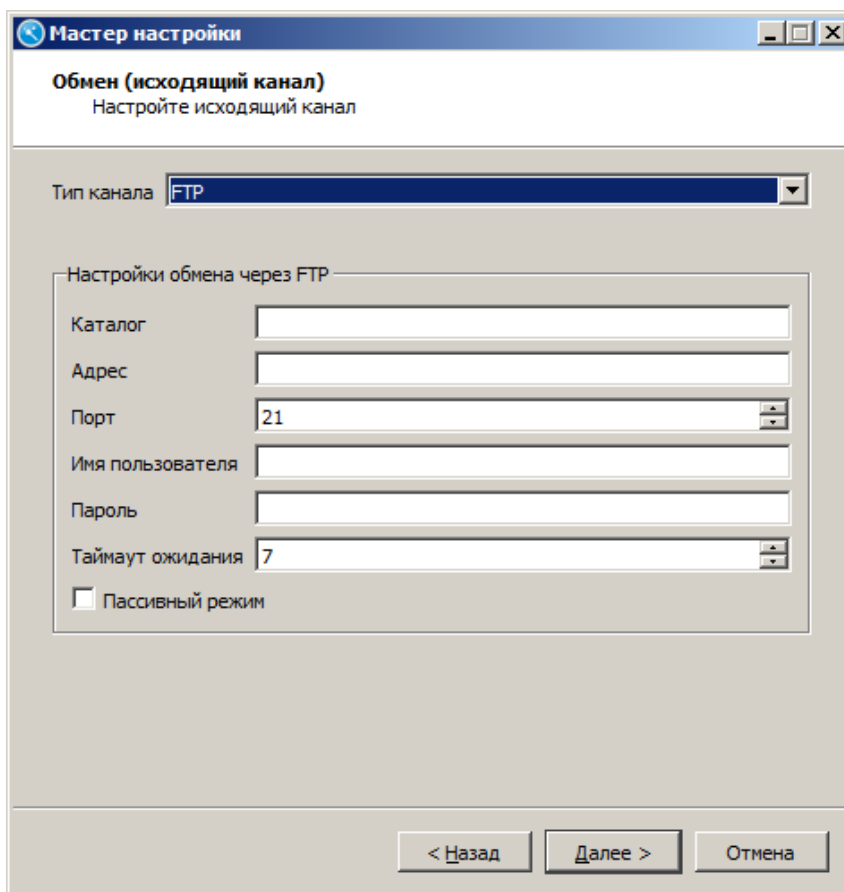 Мастер настройки
Обмен (исходящий канал)
Настройте исходящий канал
Тип канала FTP
Настройки обмена через FTP
Каталог
Адрес
Порт 21
Имя пользователя
Пароль
Таймаут ожидания 7
Пассивный режим
< Назад Далее > Отмена